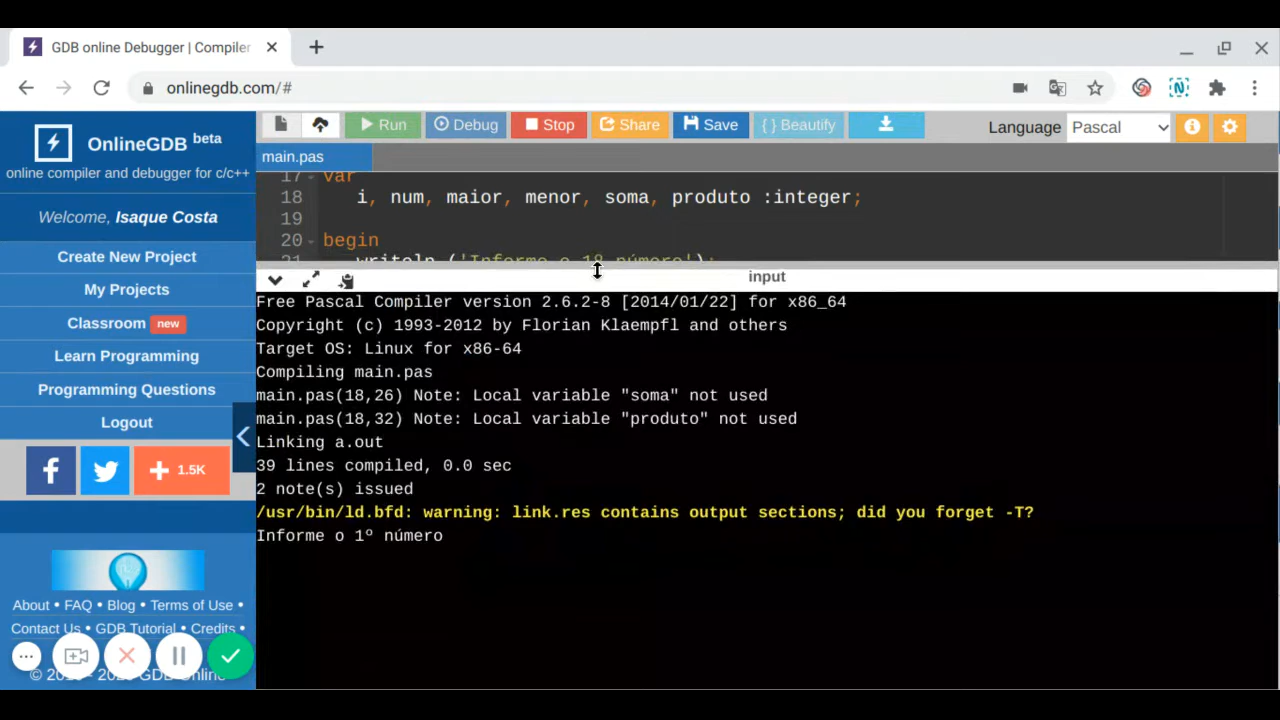 GDB online Debugger | Compiler
onlinegdb.com/#
OnlineGDB beta
online compiler and debugger for c/c++
Welcome, Isaque Costa
Create New Project
My Projects
Classroom new
Learn Programming
Programming Questions
Logout
1.5K
About • FAQ • Blog • Terms of Use •
Contact Us • GDB Tutorial • Credits •
GDB Online
Run
Debug
Stop
Share
Save
{ } Beautify
Language
Pascal
main.pas
17 var
18 i, num, maior, menor, soma, produto :integer;
19
20 begin
21 writeln ('Informe o 1º número');
input
Free Pascal Compiler version 2.6.2-8 [2014/01/22] for x86_64
Copyright (c) 1993-2012 by Florian Klaempfl and others
Target OS: Linux for x86-64
Compiling main.pas
main.pas(18,26) Note: Local variable "soma" not used
main.pas(18,32) Note: Local variable "produto" not used
Linking a.out
39 lines compiled, 0.0 sec
2 note(s) issued
/usr/bin/ld.bfd: warning: link.res contains output sections; did you forget -T?
Informe o 1º número